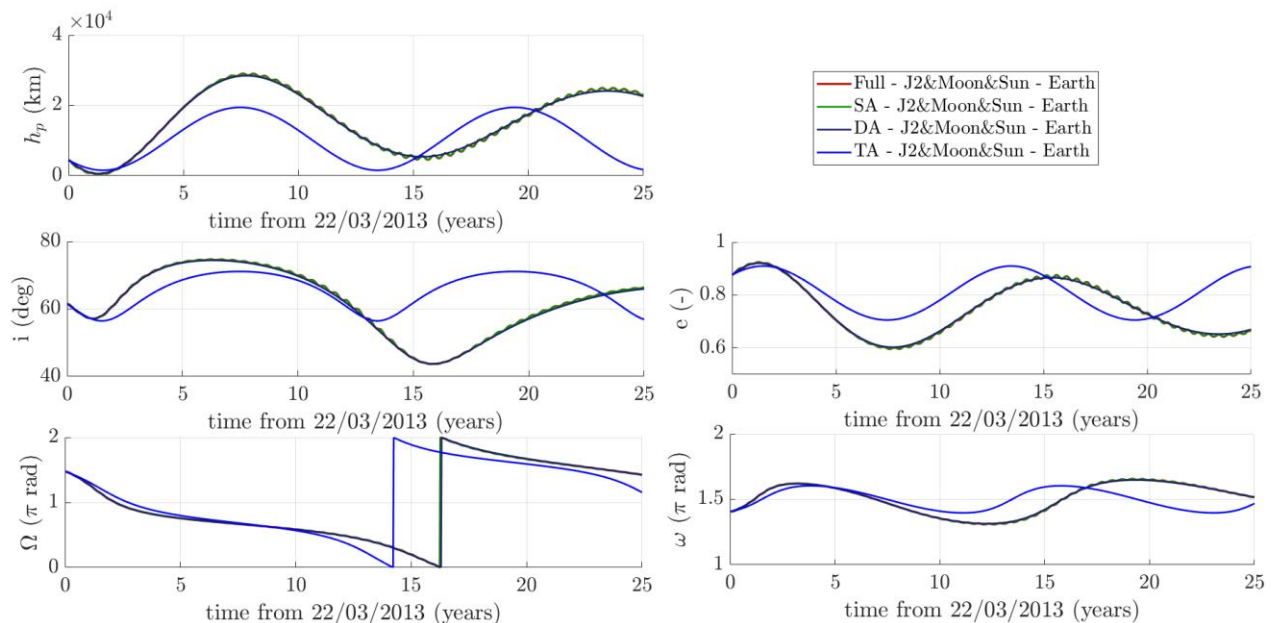 ×10⁴
4
2
0
h_p (km)
0 5 10 15 20 25
time from 22/03/2013 (years)
Full - J2&Moon&Sun - Earth
SA - J2&Moon&Sun - Earth
DA - J2&Moon&Sun - Earth
TA - J2&Moon&Sun - Earth
80
60
40
i (deg)
0 5 10 15 20 25
time from 22/03/2013 (years)
1
0.8
0.6
e (-)
0 5 10 15 20 25
time from 22/03/2013 (years)
2
1
0
Ω (π rad)
0 5 10 15 20 25
time from 22/03/2013 (years)
2
1.5
1
ω (π rad)
0 5 10 15 20 25
time from 22/03/2013 (years)